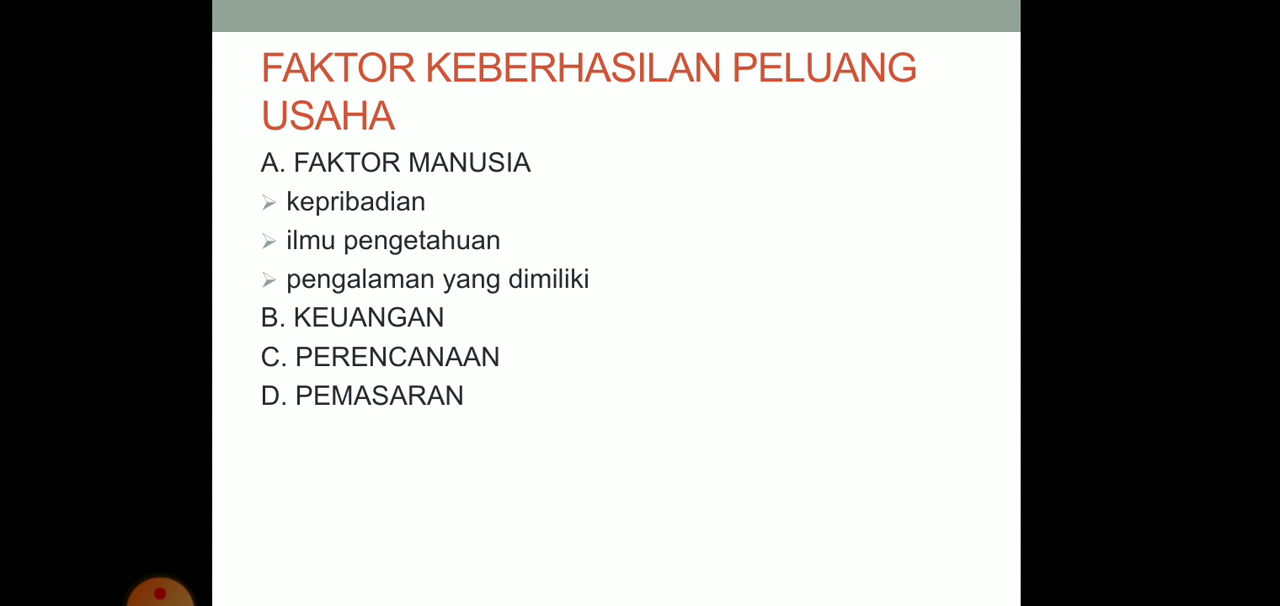 FAKTOR KEBERHASILAN PELUANG
USAHA
A. FAKTOR MANUSIA
kepribadian
ilmu pengetahuan
pengalaman yang dimiliki
B. KEUANGAN
C. PERENCANAAN
D. PEMASARAN